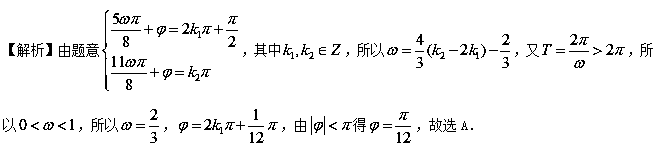 【解析】由题意 $\begin{cases} \dfrac{5\omega\pi}{8}+\varphi=2k_1\pi+\dfrac{\pi}{2} \\ \dfrac{11\omega\pi}{8}+\varphi=k_2\pi \end{cases}$，其中 $k_1,k_2\in Z$，所以 $\omega=\dfrac{4}{3}(k_2-2k_1)-\dfrac{2}{3}$，又 $T=\dfrac{2\pi}{\omega}>2\pi$，所
以 $0<\omega<1$，所以 $\omega=\dfrac{2}{3}$，$\varphi=2k_1\pi+\dfrac{1}{12}\pi$，由 $|\varphi|<\pi$ 得 $\varphi=\dfrac{\pi}{12}$，故选 A．